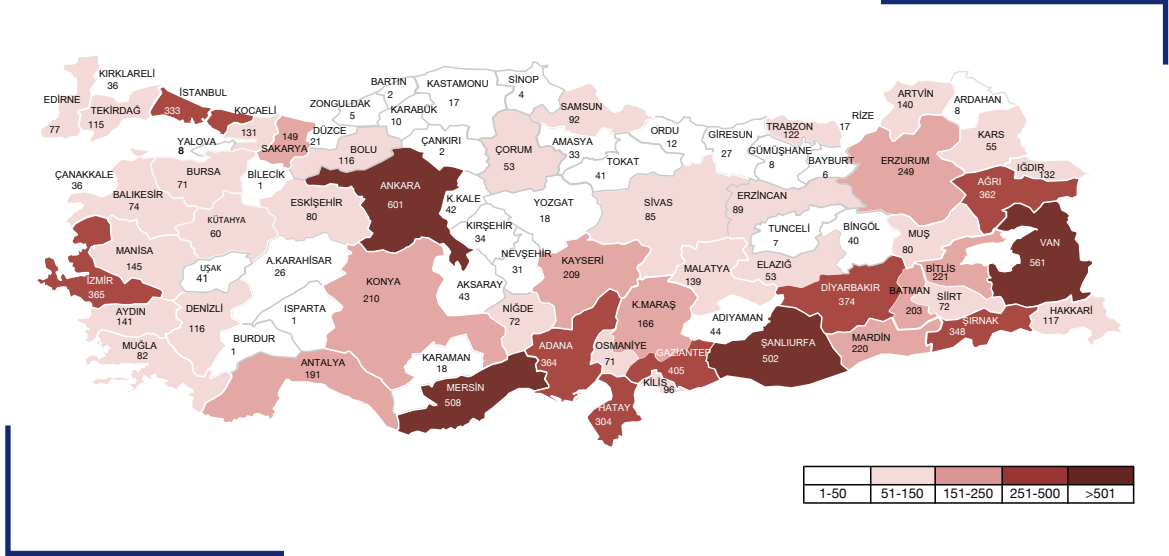 KIRKLARELİ
36
EDİRNE
77
TEKİRDAĞ
115
İSTANBUL
333
KOCAELİ
131
YALOVA
8
149
SAKARYA
DÜZCE
21
ZONGULDAK
5
BARTIN
2
KARABÜK
10
KASTAMONU
17
SİNOP
4
SAMSUN
92
ÇANKIRI
2
BOLU
116
ÇORUM
53
AMASYA
33
TOKAT
41
ORDU
12
GİRESUN
27
TRABZON
122
GÜMÜŞHANE
8
RİZE
17
BAYBURT
6
ARTVİN
140
ARDAHAN
8
KARS
55
IĞDIR
132
ERZURUM
249
AĞRI
362
ÇANAKKALE
36
BALIKESİR
74
BURSA
71
BİLECİK
1
KÜTAHYA
60
ESKİŞEHİR
80
ANKARA
601
K.KALE
42
KIRŞEHİR
34
YOZGAT
18
SİVAS
85
ERZİNCAN
89
TUNCELİ
7
BİNGÖL
40
MUŞ
80
VAN
561
MANİSA
145
UŞAK
41
A.KARAHİSAR
26
NEVŞEHİR
31
KAYSERİ
209
MALATYA
139
ELAZIĞ
53
BİTLİS
221
İZMİR
365
KONYA
210
AKSARAY
43
DİYARBAKIR
374
BATMAN
203
SİİRT
72
ŞIRNAK
348
HAKKARİ
117
AYDIN
141
DENİZLİ
116
ISPARTA
1
BURDUR
1
NİĞDE
72
K.MARAŞ
166
ADIYAMAN
44
ŞANLIURFA
502
MARDİN
220
MUĞLA
82
ANTALYA
191
KARAMAN
18
MERSİN
508
ADANA
364
OSMANİYE
71
GAZİANTEP
405
KİLİS
96
HATAY
304
1-50
51-150
151-250
251-500
>501